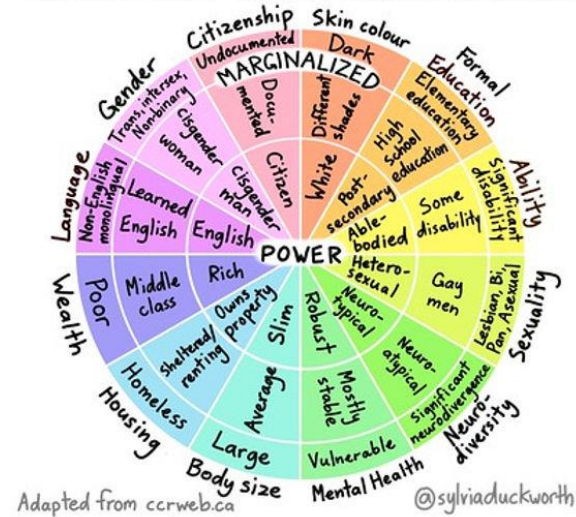 Citizenship
Undocumented
Docu-
mented
Citizen
Skin colour
Dark
Different
shades
White
Formal
Education
Elementary
education
High
School
education
Post-
secondary
Ability
Significant
disability
Some
disability
Able-
bodied
Sexuality
Lesbian, Bi,
Pan, Asexual
Gay
men
Hetero-
sexual
Neuro-
diversity
Significant
neurodivergence
Neuro-
atypical
Neuro-
typical
Mental Health
Vulnerable
Mostly
stable
Robust
Body size
Large
Average
Slim
Housing
Homeless
Sheltered/
renting
Owns
property
Wealth
Poor
Middle
class
Rich
Language
Non-English
monolingual
Learned
English
English
Gender
Trans, intersex,
Nonbinary
Cisgender
woman
cisgender
man
MARGINALIZED
POWER
Adapted from ccrweb.ca
@sylviaduckworth